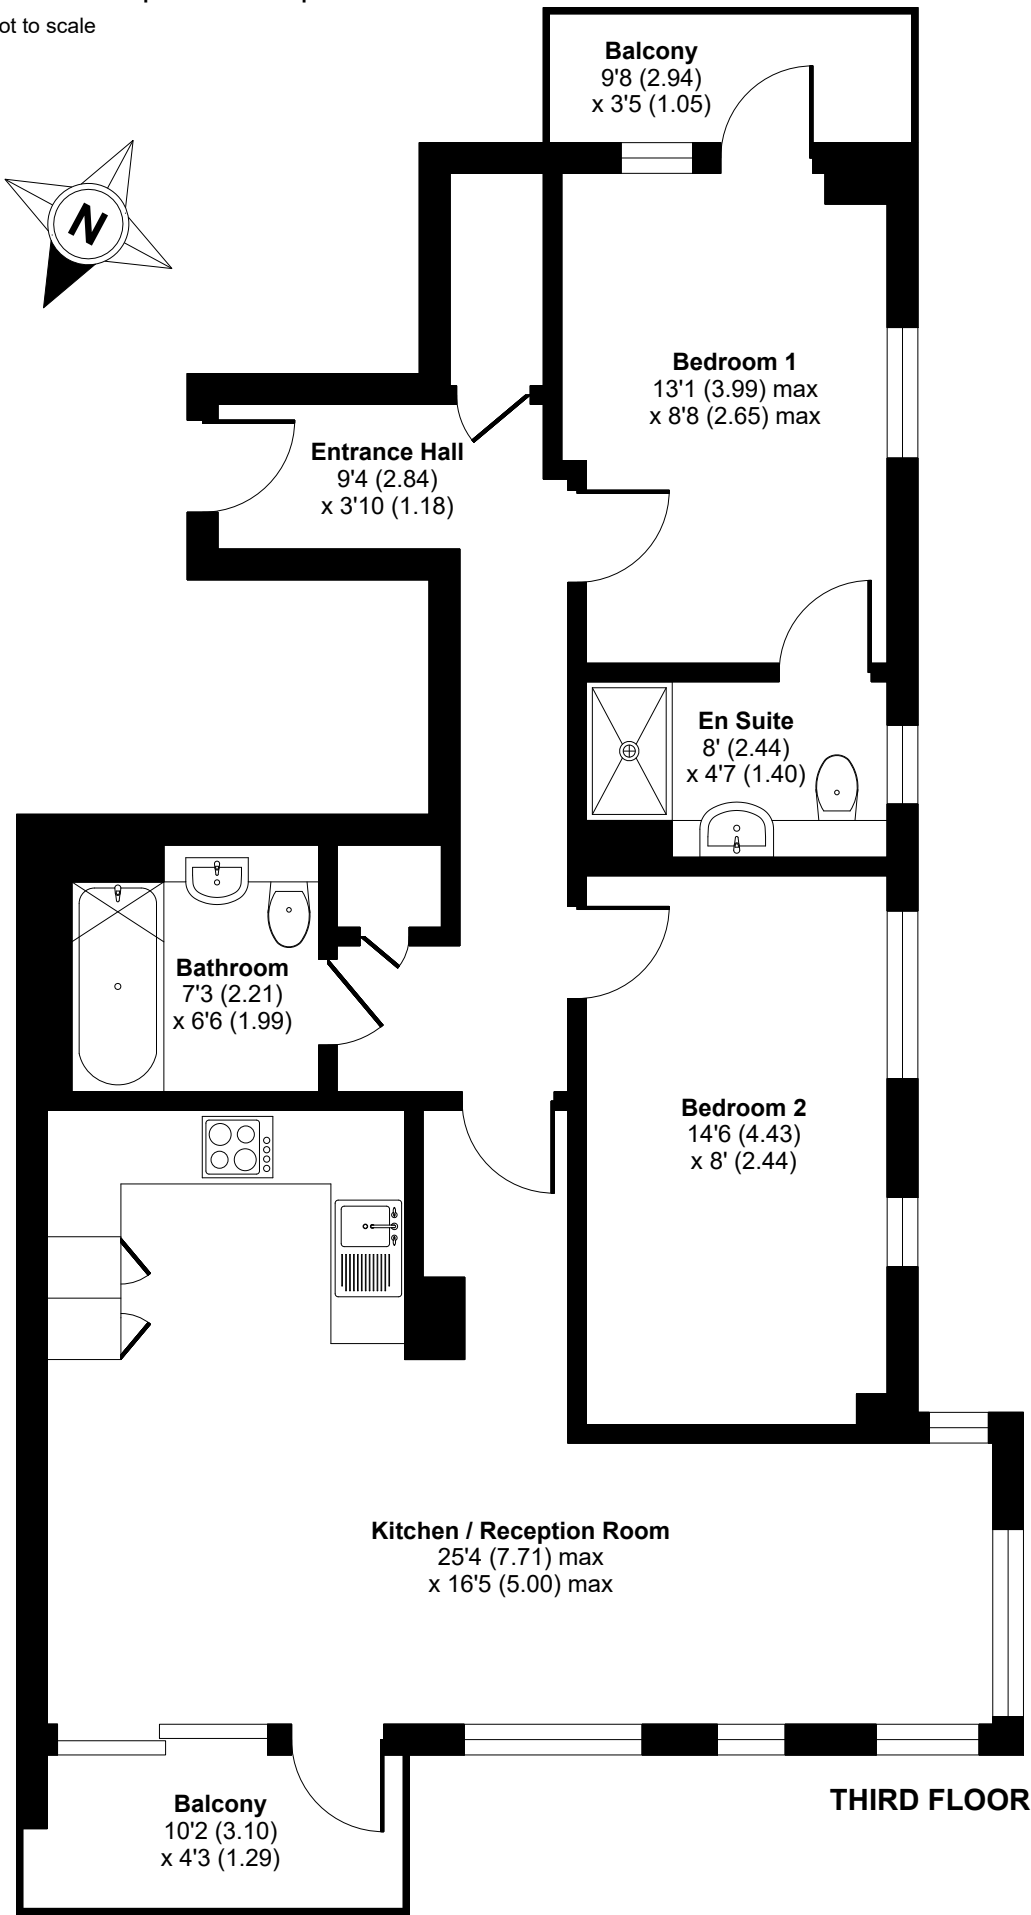 ot to scale
Balcony
9'8 (2.94)
x 3'5 (1.05)
N
Bedroom 1
13'1 (3.99) max
x 8'8 (2.65) max
Entrance Hall
9'4 (2.84)
x 3'10 (1.18)
En Suite
8' (2.44)
x 4'7 (1.40)
Bathroom
7'3 (2.21)
x 6'6 (1.99)
Bedroom 2
14'6 (4.43)
x 8' (2.44)
Kitchen / Reception Room
25'4 (7.71) max
x 16'5 (5.00) max
THIRD FLOOR
Balcony
10'2 (3.10)
x 4'3 (1.29)